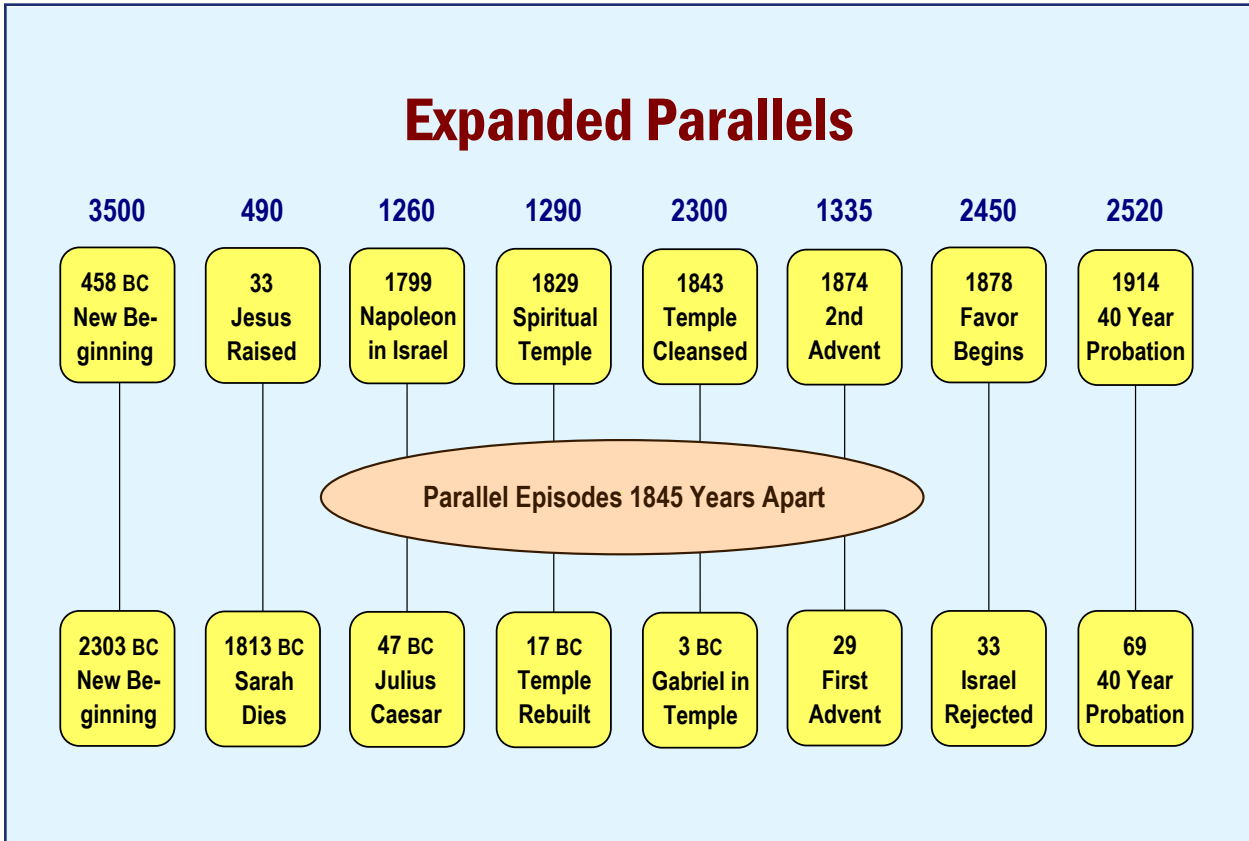 Expanded Parallels
3500 490 1260 1290 2300 1335 2450 2520
458 BC
New Be-
ginning
33
Jesus
Raised
1799
Napoleon
in Israel
1829
Spiritual
Temple
1843
Temple
Cleansed
1874
2nd
Advent
1878
Favor
Begins
1914
40 Year
Probation
Parallel Episodes 1845 Years Apart
2303 BC
New Be-
ginning
1813 BC
Sarah
Dies
47 BC
Julius
Caesar
17 BC
Temple
Rebuilt
3 BC
Gabriel in
Temple
29
First
Advent
33
Israel
Rejected
69
40 Year
Probation